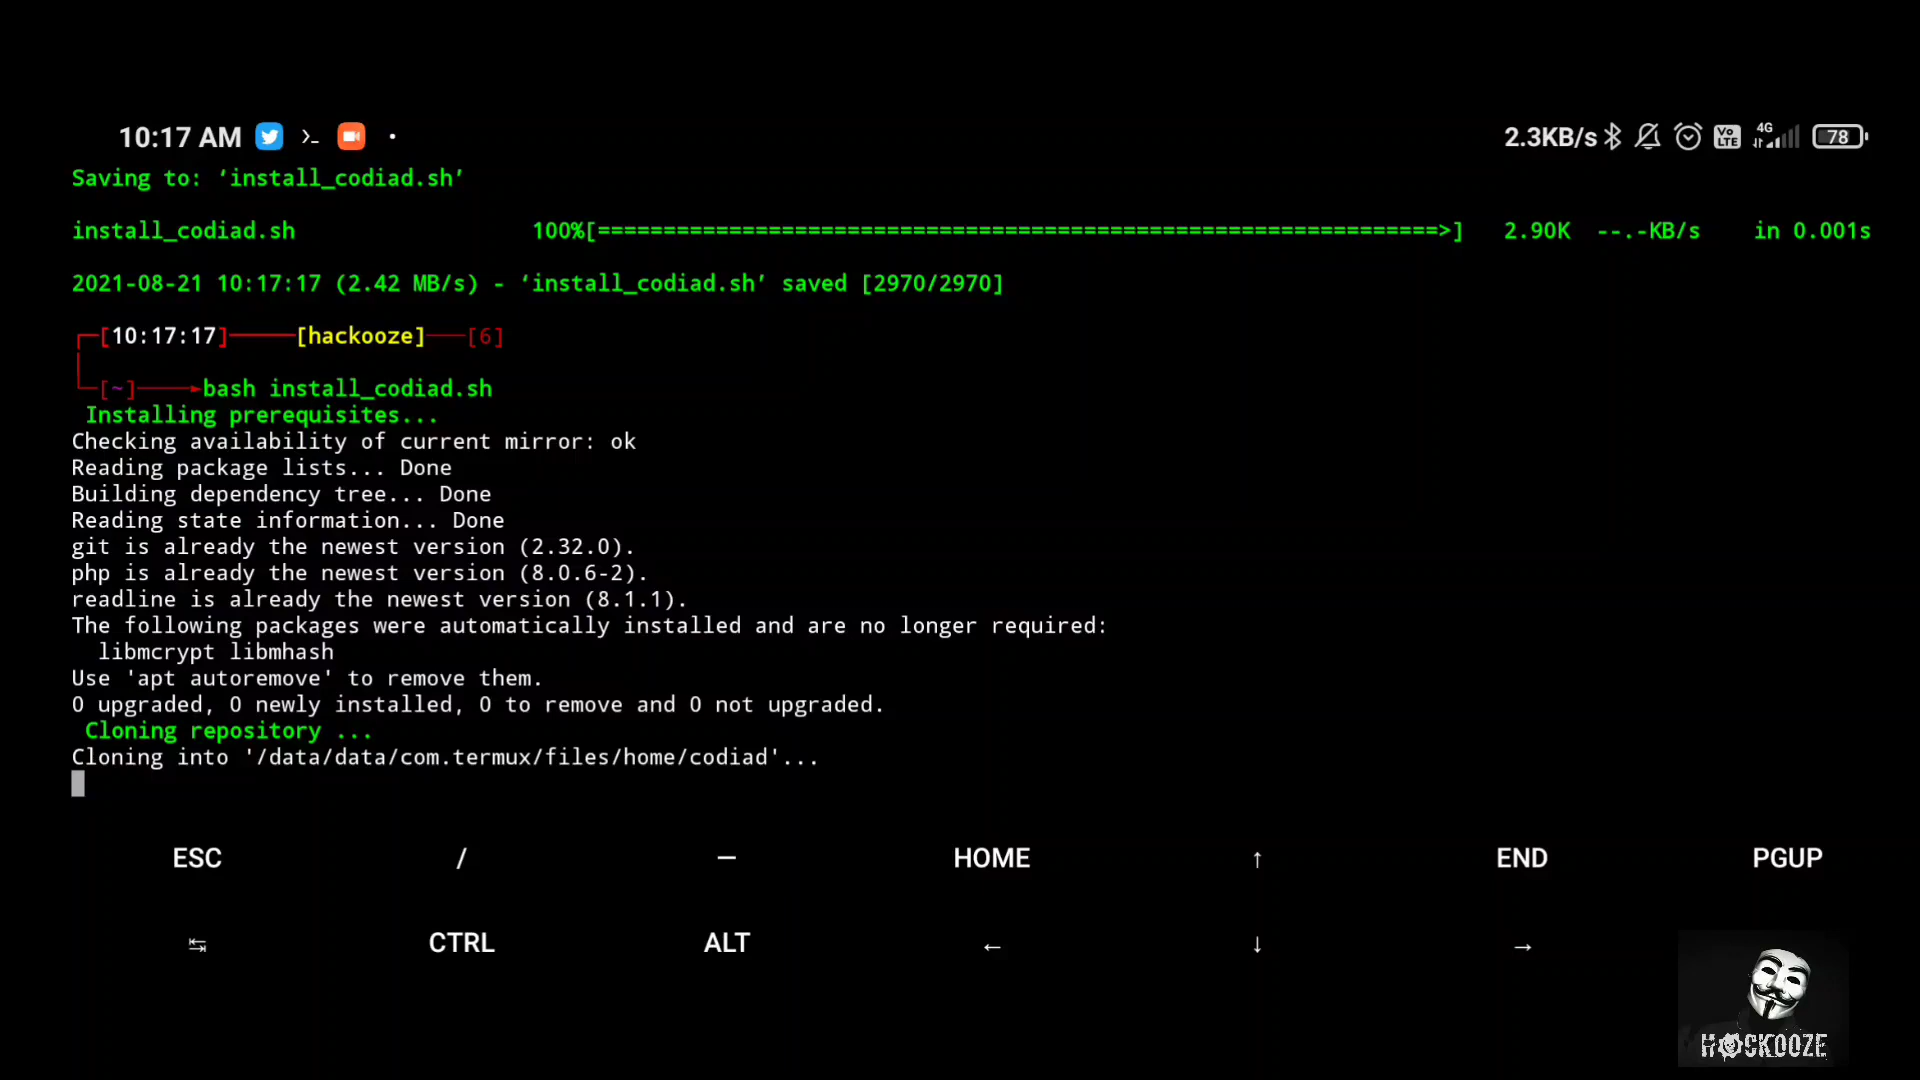 10:17 AM
2.3KB/s
Vo LTE
4G
78
Saving to: ‘install_codiad.sh’
install_codiad.sh 100%[================================================================>] 2.90K --.-KB/s in 0.001s
2021-08-21 10:17:17 (2.42 MB/s) - ‘install_codiad.sh’ saved [2970/2970]
┌─[10:17:17]─────[hackooze]───[6]
│
└─[~]────►bash install_codiad.sh
Installing prerequisites...
Checking availability of current mirror: ok
Reading package lists... Done
Building dependency tree... Done
Reading state information... Done
git is already the newest version (2.32.0).
php is already the newest version (8.0.6-2).
readline is already the newest version (8.1.1).
The following packages were automatically installed and are no longer required:
libmcrypt libmhash
Use 'apt autoremove' to remove them.
0 upgraded, 0 newly installed, 0 to remove and 0 not upgraded.
Cloning repository ...
Cloning into '/data/data/com.termux/files/home/codiad'...
ESC / — HOME ↑ END PGUP
↹ CTRL ALT ← ↓ →
HACKOOZE